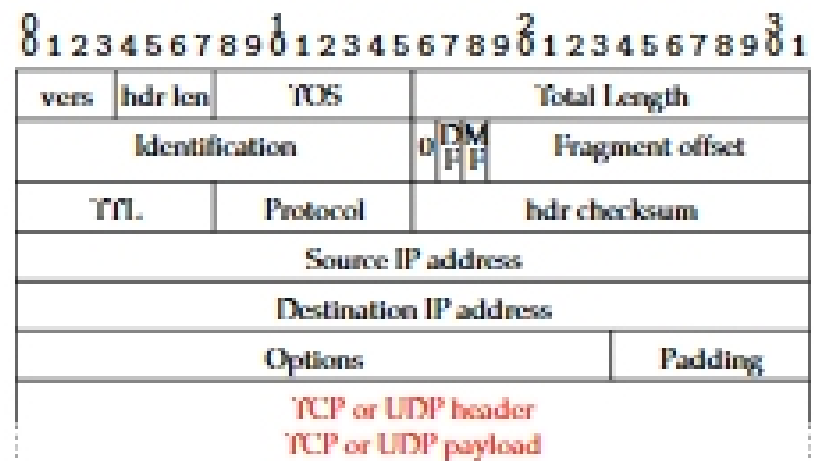 0 1 2 3
0 1 2 3 4 5 6 7 8 9 0 1 2 3 4 5 6 7 8 9 0 1 2 3 4 5 6 7 8 9 0 1
vers hdr len TOS Total Length
Identification 0 DF MF Fragment offset
TTL Protocol hdr checksum
Source IP address
Destination IP address
Options Padding
TCP or UDP header
TCP or UDP payload